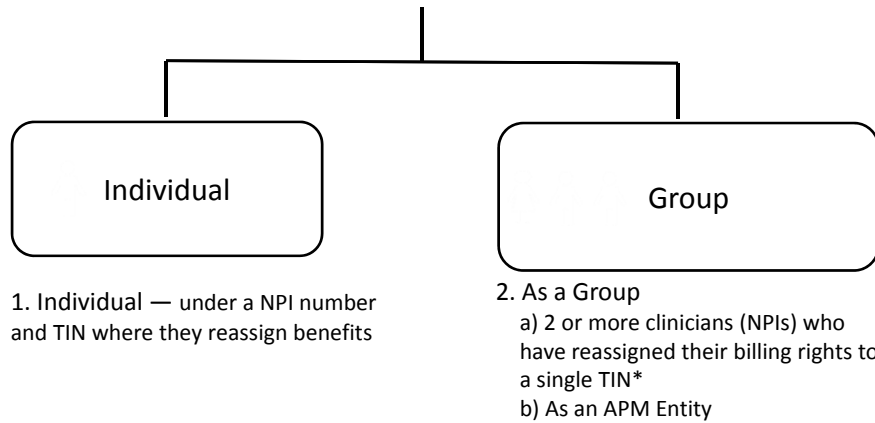 Individual
Group
1. Individual — under a NPI number
and TIN where they reassign benefits
2. As a Group
a) 2 or more clinicians (NPIs) who
have reassigned their billing rights to
a single TIN*
b) As an APM Entity